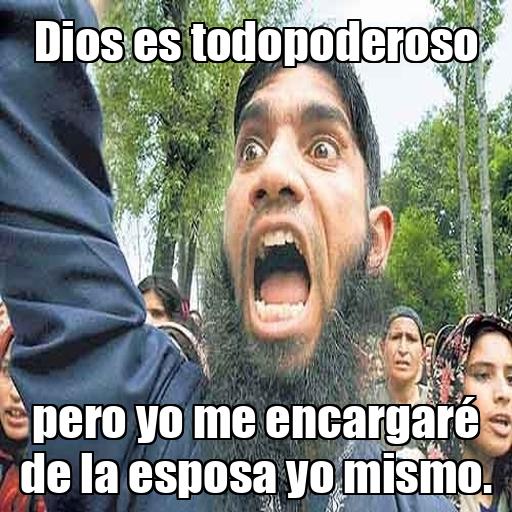 Dios es todopoderoso
pero yo me encargaré
de la esposa yo mismo.